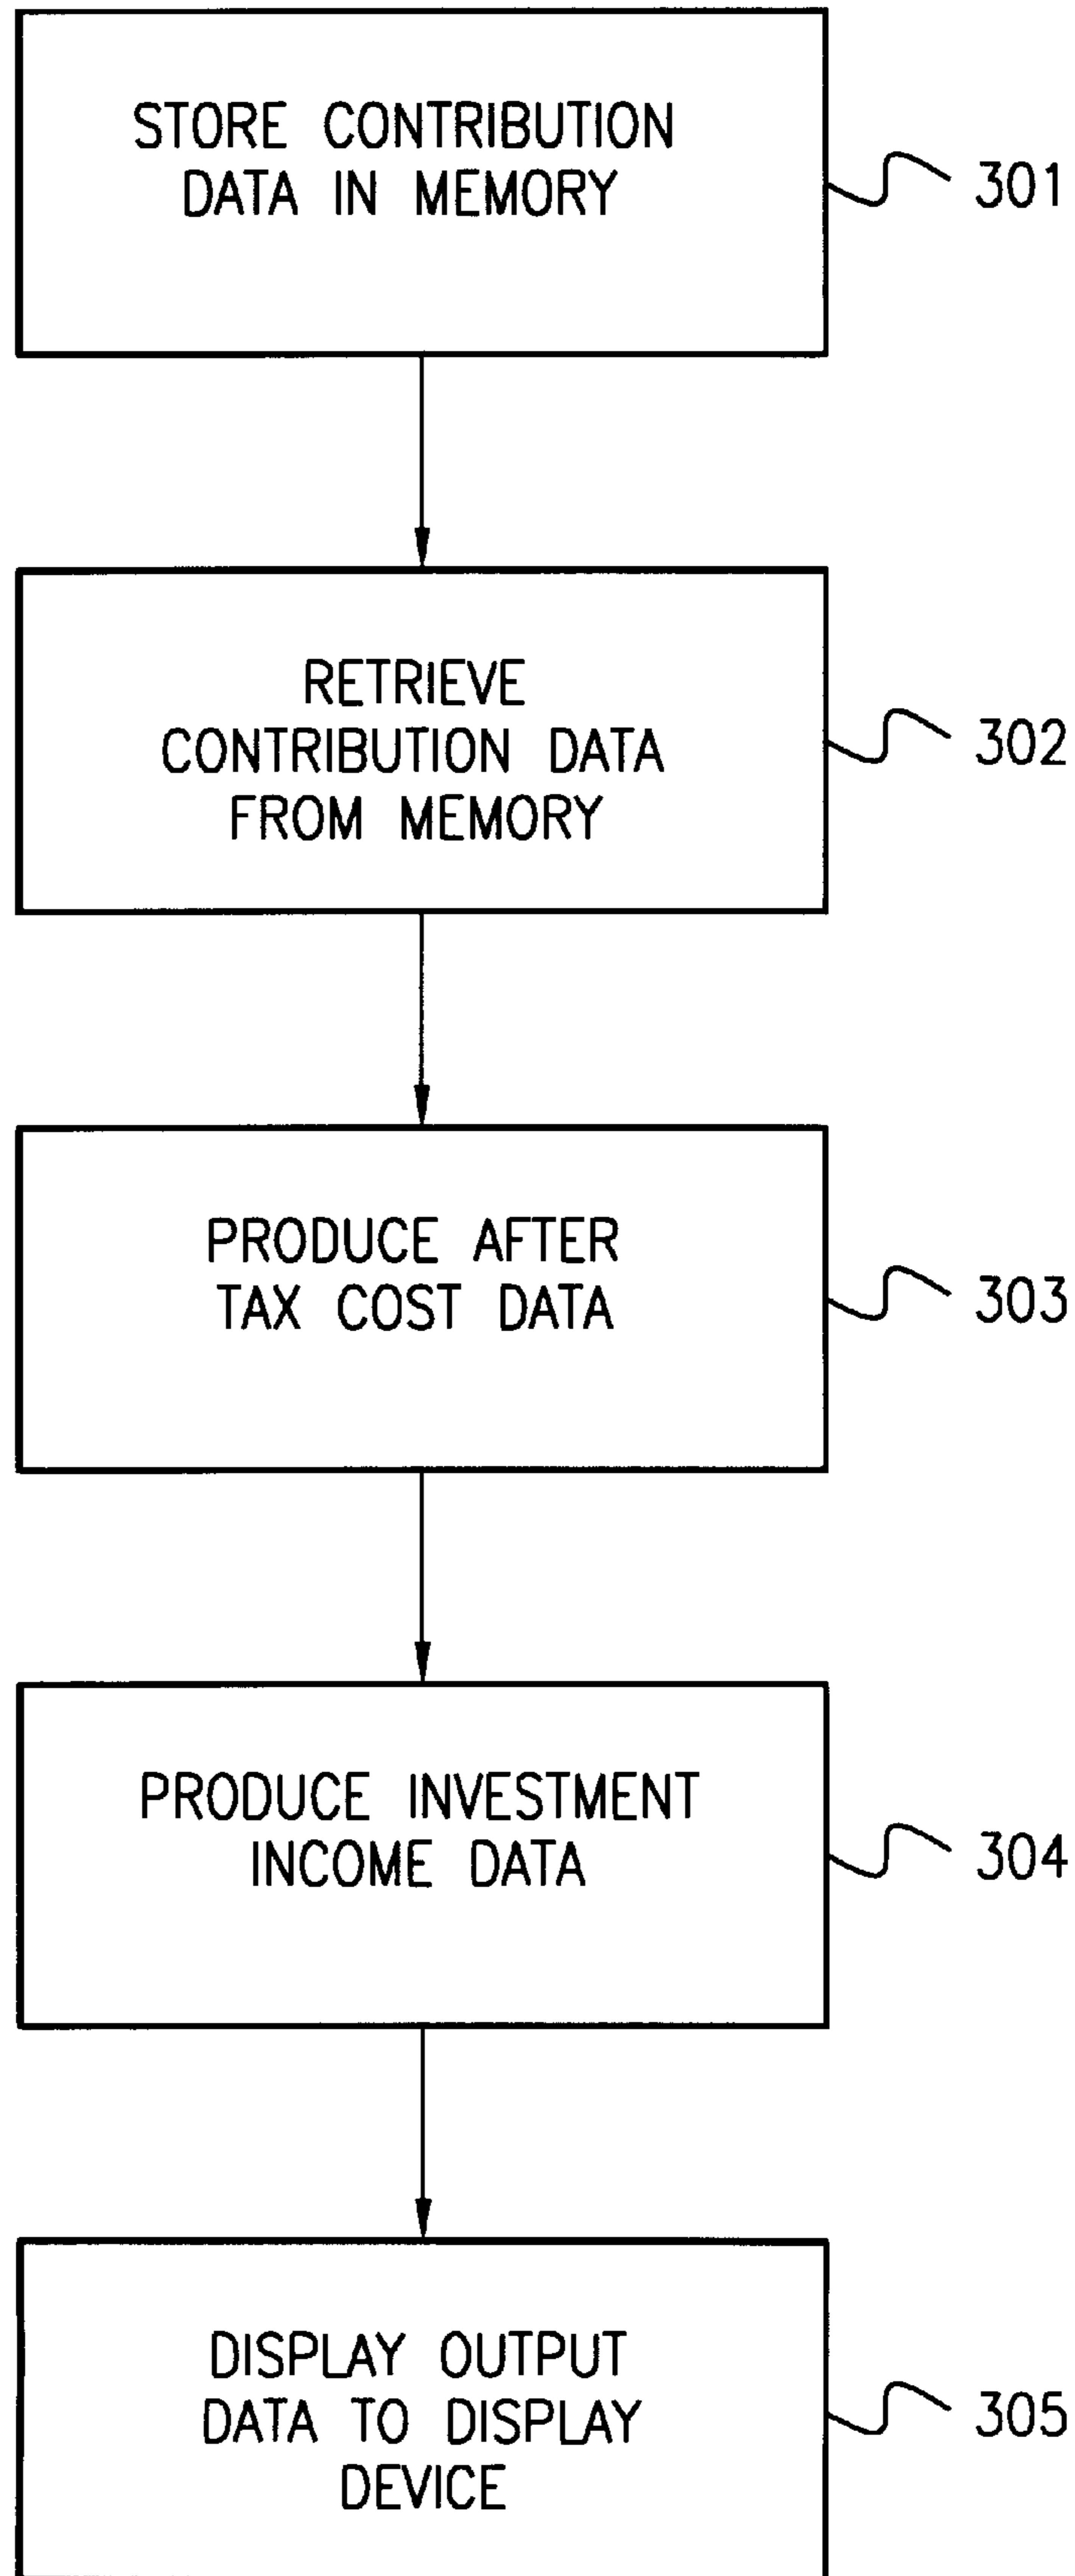 STORE CONTRIBUTION
DATA IN MEMORY
301
RETRIEVE
CONTRIBUTION DATA
FROM MEMORY
302
PRODUCE AFTER
TAX COST DATA
303
PRODUCE INVESTMENT
INCOME DATA
304
DISPLAY OUTPUT
DATA TO DISPLAY
DEVICE
305